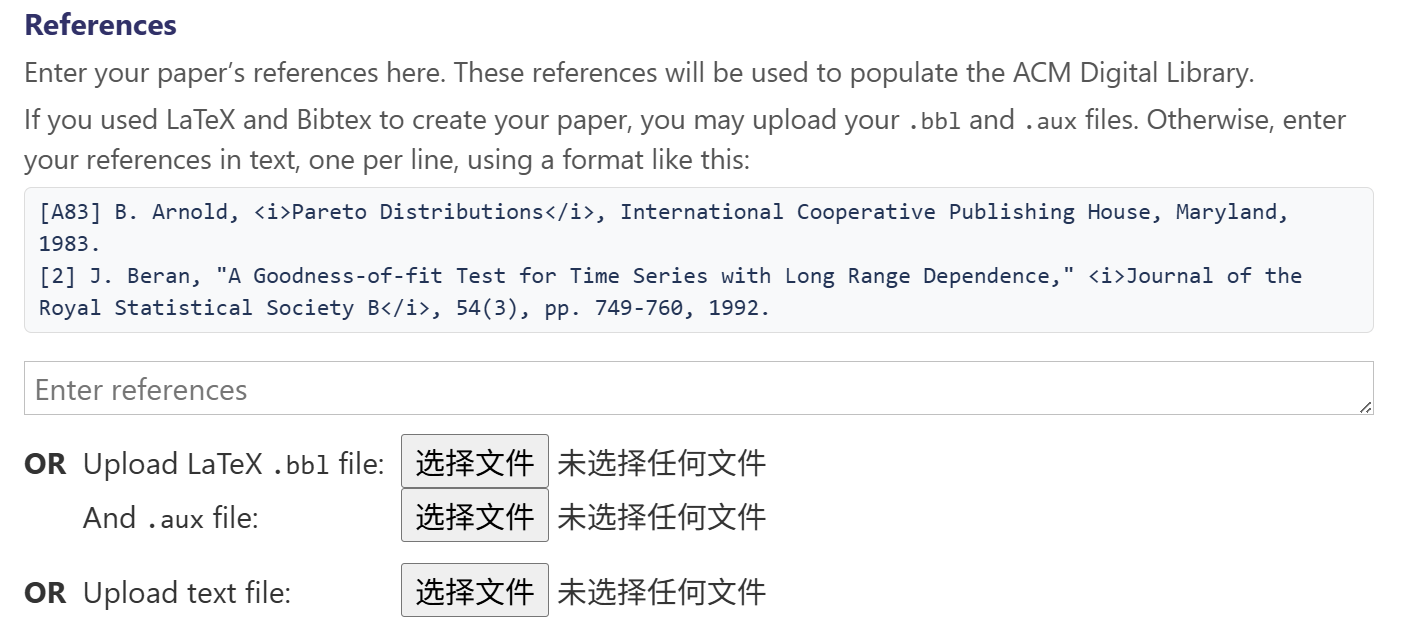 References
Enter your paper’s references here. These references will be used to populate the ACM Digital Library.
If you used LaTeX and Bibtex to create your paper, you may upload your .bbl and .aux files. Otherwise, enter
your references in text, one per line, using a format like this:
[A83] B. Arnold, <i>Pareto Distributions</i>, International Cooperative Publishing House, Maryland,
1983.
[2] J. Beran, "A Goodness-of-fit Test for Time Series with Long Range Dependence," <i>Journal of the
Royal Statistical Society B</i>, 54(3), pp. 749-760, 1992.
Enter references
OR Upload LaTeX .bbl file: 选择文件 未选择任何文件
And .aux file: 选择文件 未选择任何文件
OR Upload text file: 选择文件 未选择任何文件